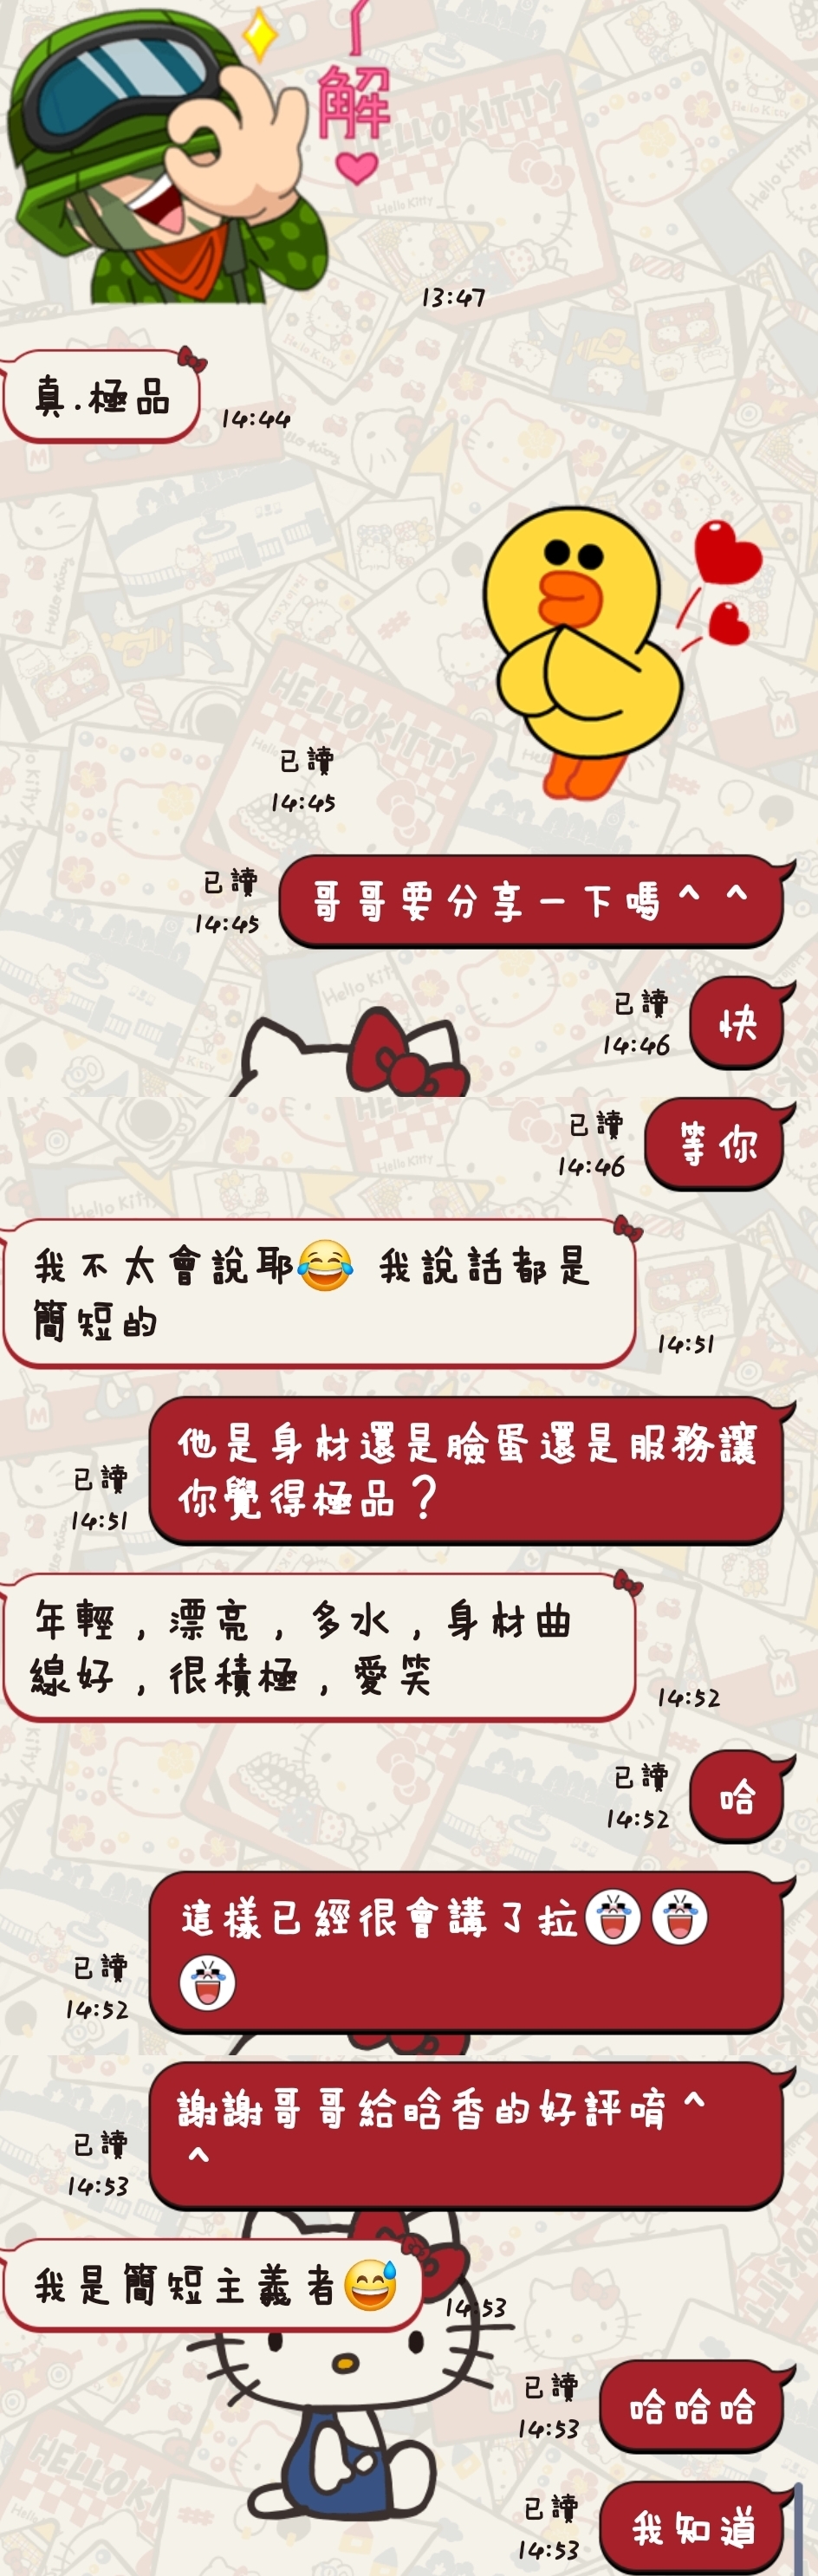 了解
13:47
真.極品
14:44
已讀
14:45
哥哥要分享一下嗎^ ^
已讀
14:45
快
已讀
14:46
等你
已讀
14:46
我不太會說耶😂 我說話都是
簡短的
14:51
他是身材還是臉蛋還是服務讓
你覺得極品?
已讀
14:51
年輕,漂亮,多水,身材曲
線好,很積極,愛笑
14:52
哈
已讀
14:52
這樣已經很會講了拉
已讀
14:52
謝謝哥哥給晗香的好評唷^
^
已讀
14:53
我是簡短主義者😅
14:53
哈哈哈
已讀
14:53
我知道
已讀
14:53